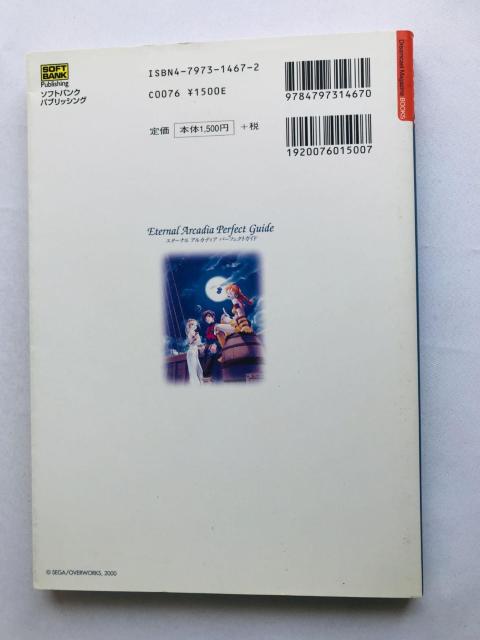 SOFT
BANK
Publishing
ソフトバンク
パブリッシング
ISBN4-7973-1467-2
C0076 ¥1500E
定価 本体1,500円 +税
9784797314670
1920076015007
Dreamcast Magazine BOOKS
Eternal Arcadia Perfect Guide
エターナル アルカディア パーフェクトガイド
© SEGA/OVERWORKS, 2000